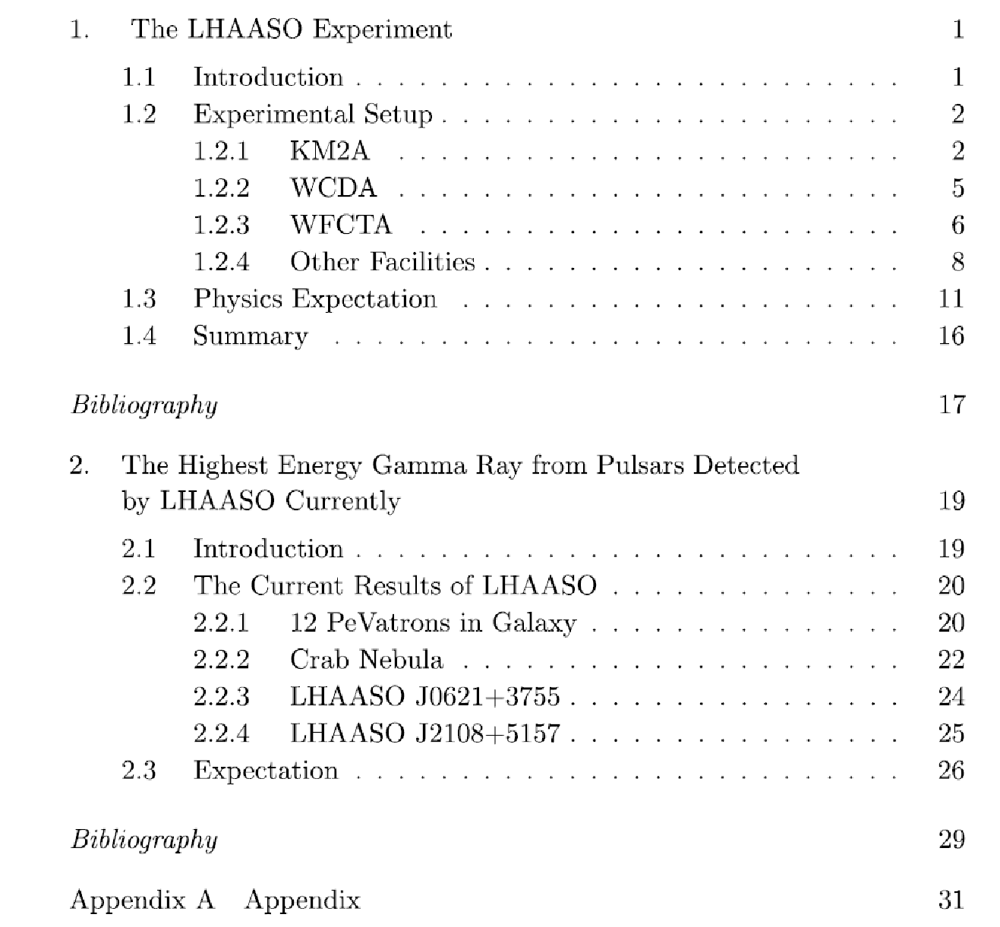 1. The LHAASO Experiment 1
1.1 Introduction . . . . . . . . . . . . . . . . . . . . . . . . . . 1
1.2 Experimental Setup . . . . . . . . . . . . . . . . . . . . . . 2
1.2.1 KM2A . . . . . . . . . . . . . . . . . . . . . . . . 2
1.2.2 WCDA . . . . . . . . . . . . . . . . . . . . . . . . 5
1.2.3 WFCTA . . . . . . . . . . . . . . . . . . . . . . . 6
1.2.4 Other Facilities . . . . . . . . . . . . . . . . . . . . 8
1.3 Physics Expectation . . . . . . . . . . . . . . . . . . . . . 11
1.4 Summary . . . . . . . . . . . . . . . . . . . . . . . . . . . 16
Bibliography 17
2. The Highest Energy Gamma Ray from Pulsars Detected
by LHAASO Currently 19
2.1 Introduction . . . . . . . . . . . . . . . . . . . . . . . . . . 19
2.2 The Current Results of LHAASO . . . . . . . . . . . . . . 20
2.2.1 12 PeVatrons in Galaxy . . . . . . . . . . . . . . . 20
2.2.2 Crab Nebula . . . . . . . . . . . . . . . . . . . . . 22
2.2.3 LHAASO J0621+3755 . . . . . . . . . . . . . . . . 24
2.2.4 LHAASO J2108+5157 . . . . . . . . . . . . . . . . 25
2.3 Expectation . . . . . . . . . . . . . . . . . . . . . . . . . . 26
Bibliography 29
Appendix A Appendix 31